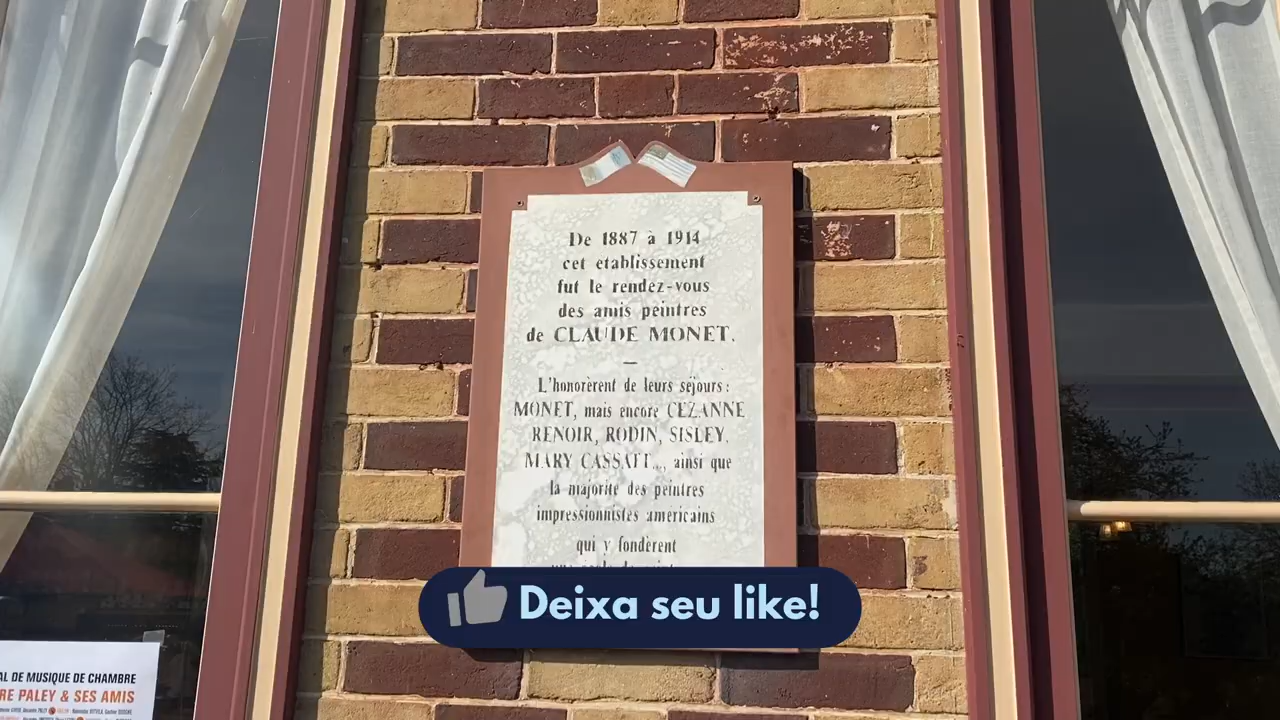 De 1887 à 1914
cet etablissement
fut le rendez-vous
des amis peintres
de CLAUDE MONET.
—
L'honorèrent de leurs séjours :
MONET, mais encore CEZANNE
RENOIR, RODIN, SISLEY,
MARY CASSATT..., ainsi que
la majorité des peintres
impressionnistes americains
qui y fondèrent
Deixa seu like!
AL DE MUSIQUE DE CHAMBRE
RE PALEY & SES AMIS